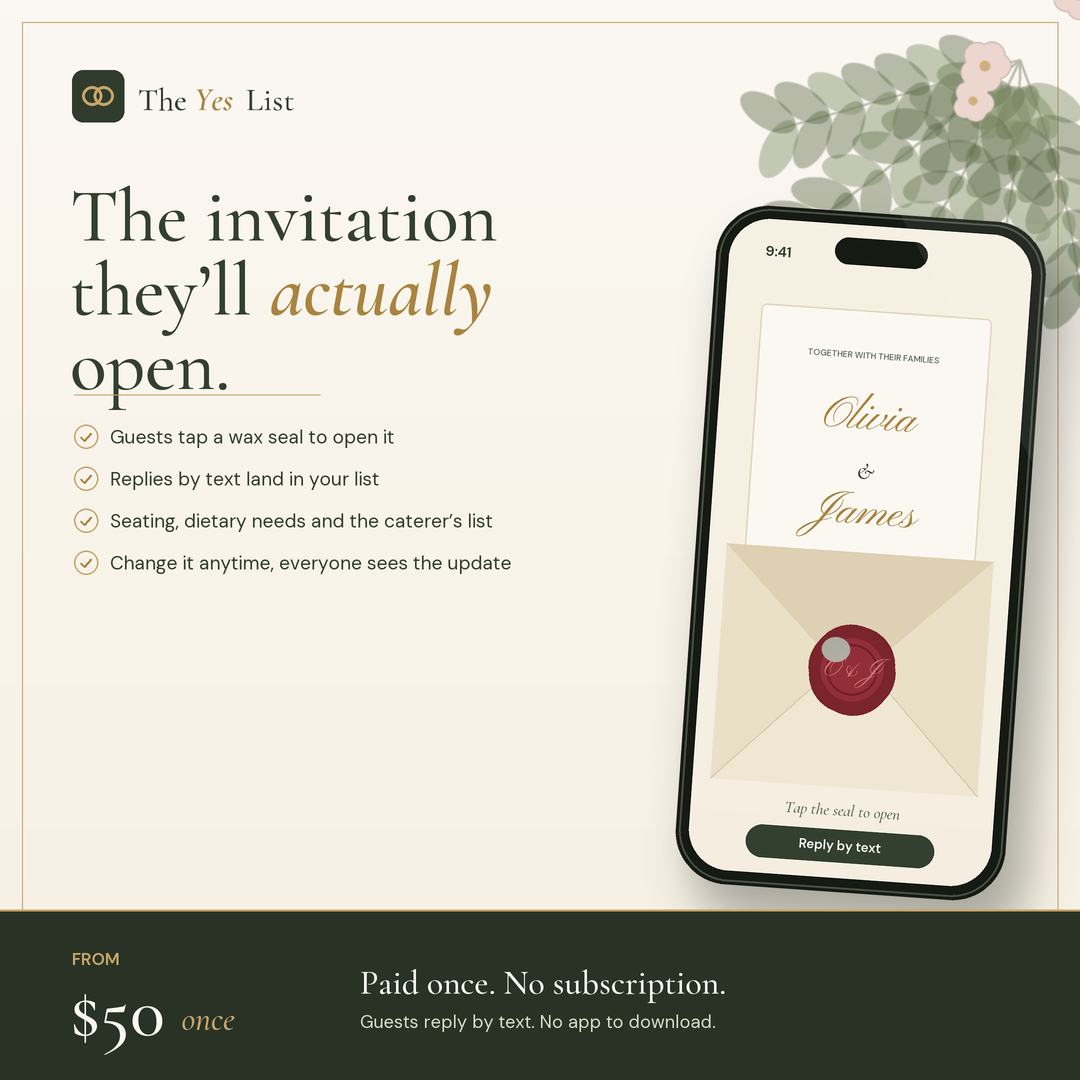 The Yes List
The invitation
they’ll actually
open.
Guests tap a wax seal to open it
Replies by text land in your list
Seating, dietary needs and the caterer’s list
Change it anytime, everyone sees the update
9:41
TOGETHER WITH THEIR FAMILIES
Olivia
&
James
O & J
Tap the seal to open
Reply by text
FROM
$50 once
Paid once. No subscription.
Guests reply by text. No app to download.